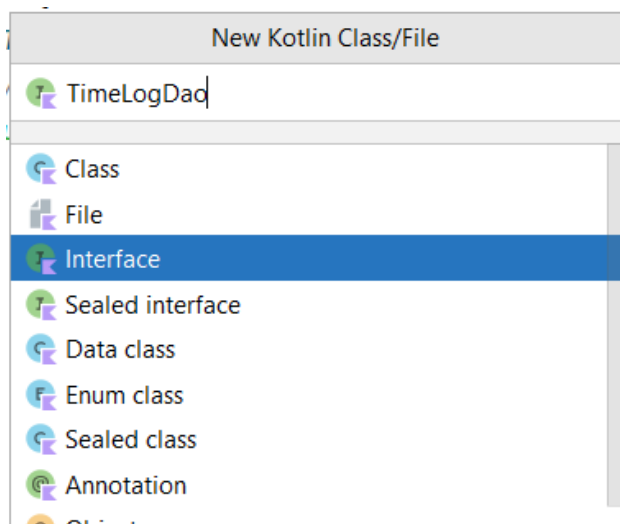 New Kotlin Class/File
TimeLogDao
Class
File
Interface
Sealed interface
Data class
Enum class
Sealed class
Annotation